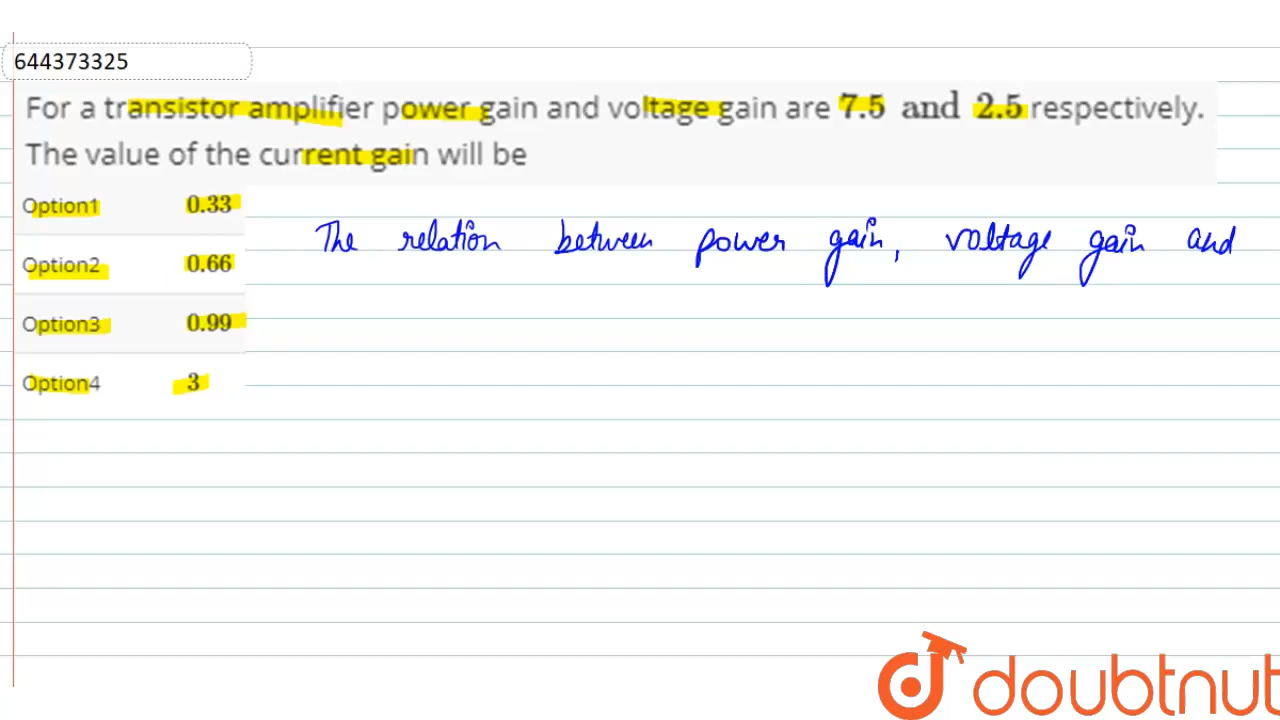 644373325
For a transistor amplifier power gain and voltage gain are 7.5 and 2.5 respectively.
The value of the current gain will be
Option1 0.33
Option2 0.66
Option3 0.99
Option4 3
The relation between power gain, voltage gain and
doubtnut